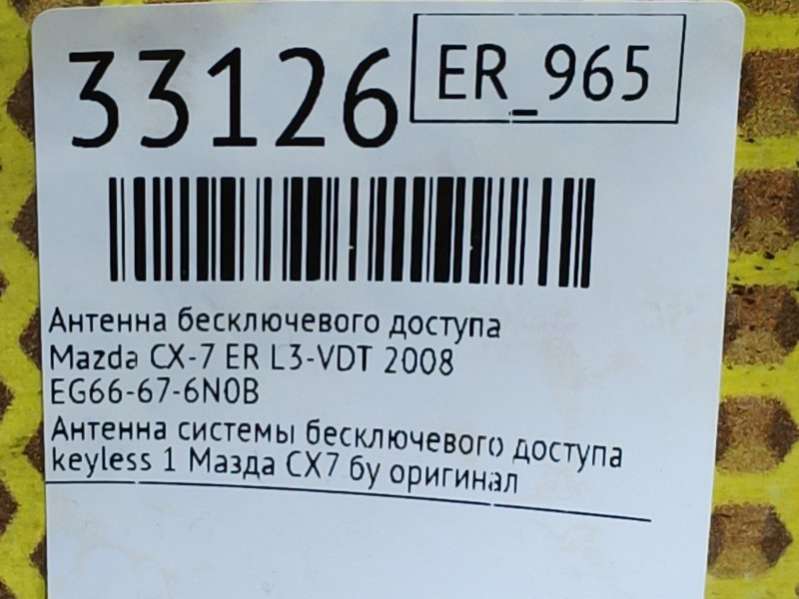 33126
ER_965
Антенна бесключевого доступа
Mazda CX-7 ER L3-VDT 2008
EG66-67-6N0B
Антенна системы бесключевого доступа
keyless 1 Мазда СХ7 бу оригинал